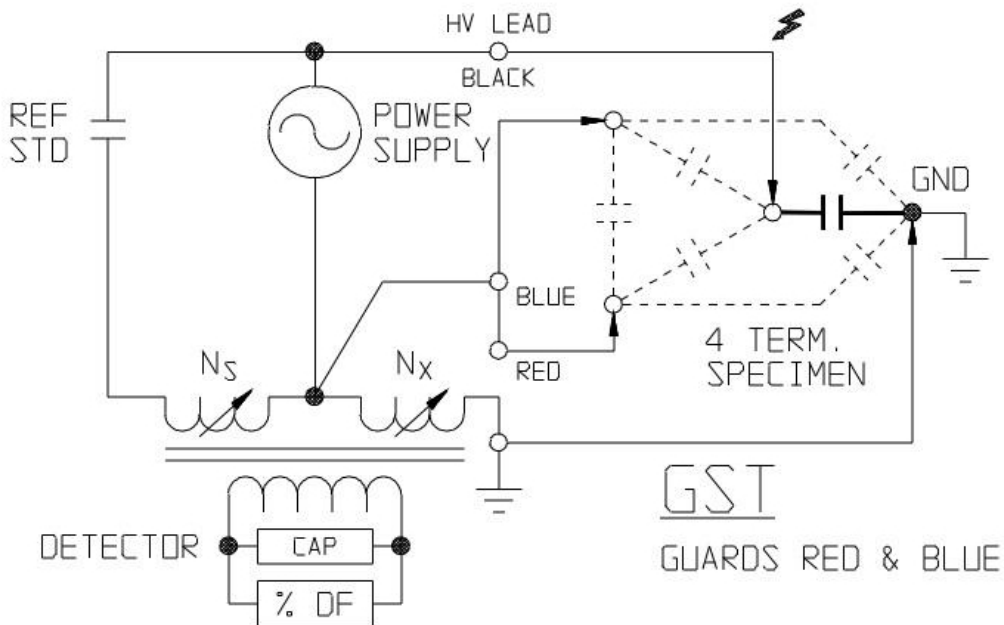 HV LEAD
BLACK
REF
STD
POWER
SUPPLY
GND
BLUE
RED
4 TERM.
SPECIMEN
NS
NX
GST
GUARDS RED & BLUE
DETECTOR
CAP
% DF